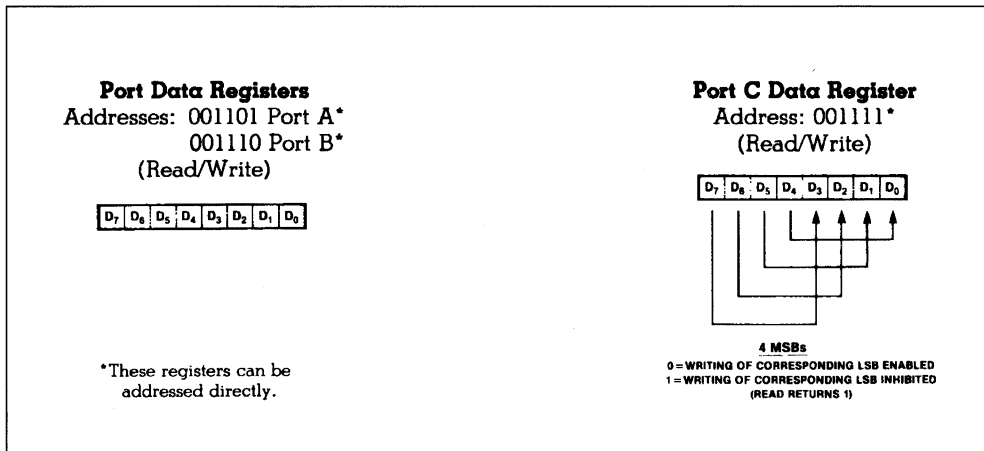 Port Data Registers
Addresses: 001101 Port A*
001110 Port B*
(Read/Write)
D7 D6 D5 D4 D3 D2 D1 D0
*These registers can be
addressed directly.
Port C Data Register
Address: 001111*
(Read/Write)
D7 D6 D5 D4 D3 D2 D1 D0
4 MSBs
0=WRITING OF CORRESPONDING LSB ENABLED
1=WRITING OF CORRESPONDING LSB INHIBITED
(READ RETURNS 1)